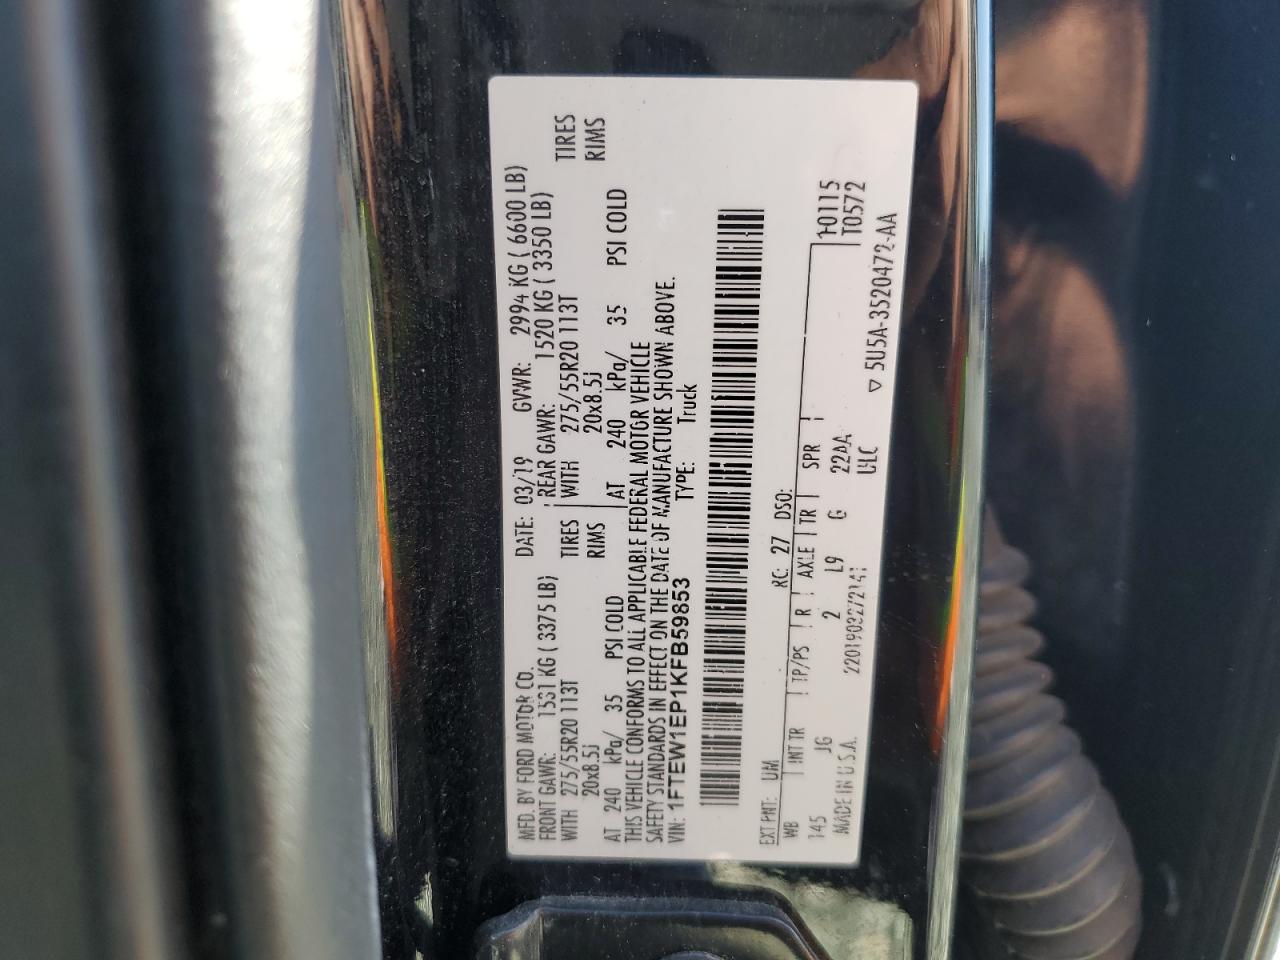 MFD. BY FORD MOTOR CO. DATE: 03/19 GVWR: 2994 KG ( 6600 LB)
FRONT GAWR: 1531 KG ( 3375 LB) REAR GAWR: 1520 KG ( 3350 LB)
WITH 275/55R20 113T TIRES WITH 275/55R20 113T TIRES
20x8.5J RIMS 20x8.5J RIMS
AT 240 kPa/ 35 PSI COLD AT 240 kPa/ 35 PSI COLD
THIS VEHICLE CONFORMS TO ALL APPLICABLE FEDERAL MOTOR VEHICLE
SAFETY STANDARDS IN EFFECT ON THE DATE OF MANUFACTURE SHOWN ABOVE.
VIN: 1FTEW1EP1KFB59853 TYPE: Truck
EXT PNT: UM RC: 27 DSO:
WB INT TR TP/PS R AXLE TR SPR T0115
145 JG 2 L9 G 22AA T0572
MADE IN U.S.A. ULC
▽ 5U5A-3520472-AA